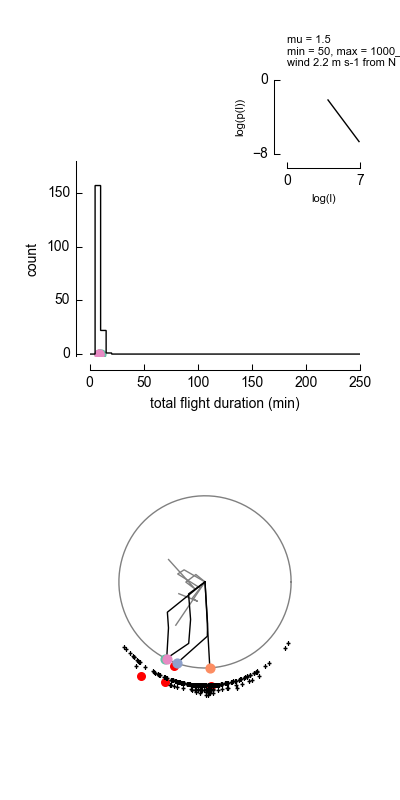 mu = 1.5
min = 50, max = 1000_
wind 2.2 m s-1 from N
0
−8
log(p(l))
0 7
log(l)
150
100
50
0
count
0 50 100 150 200 250
total flight duration (min)